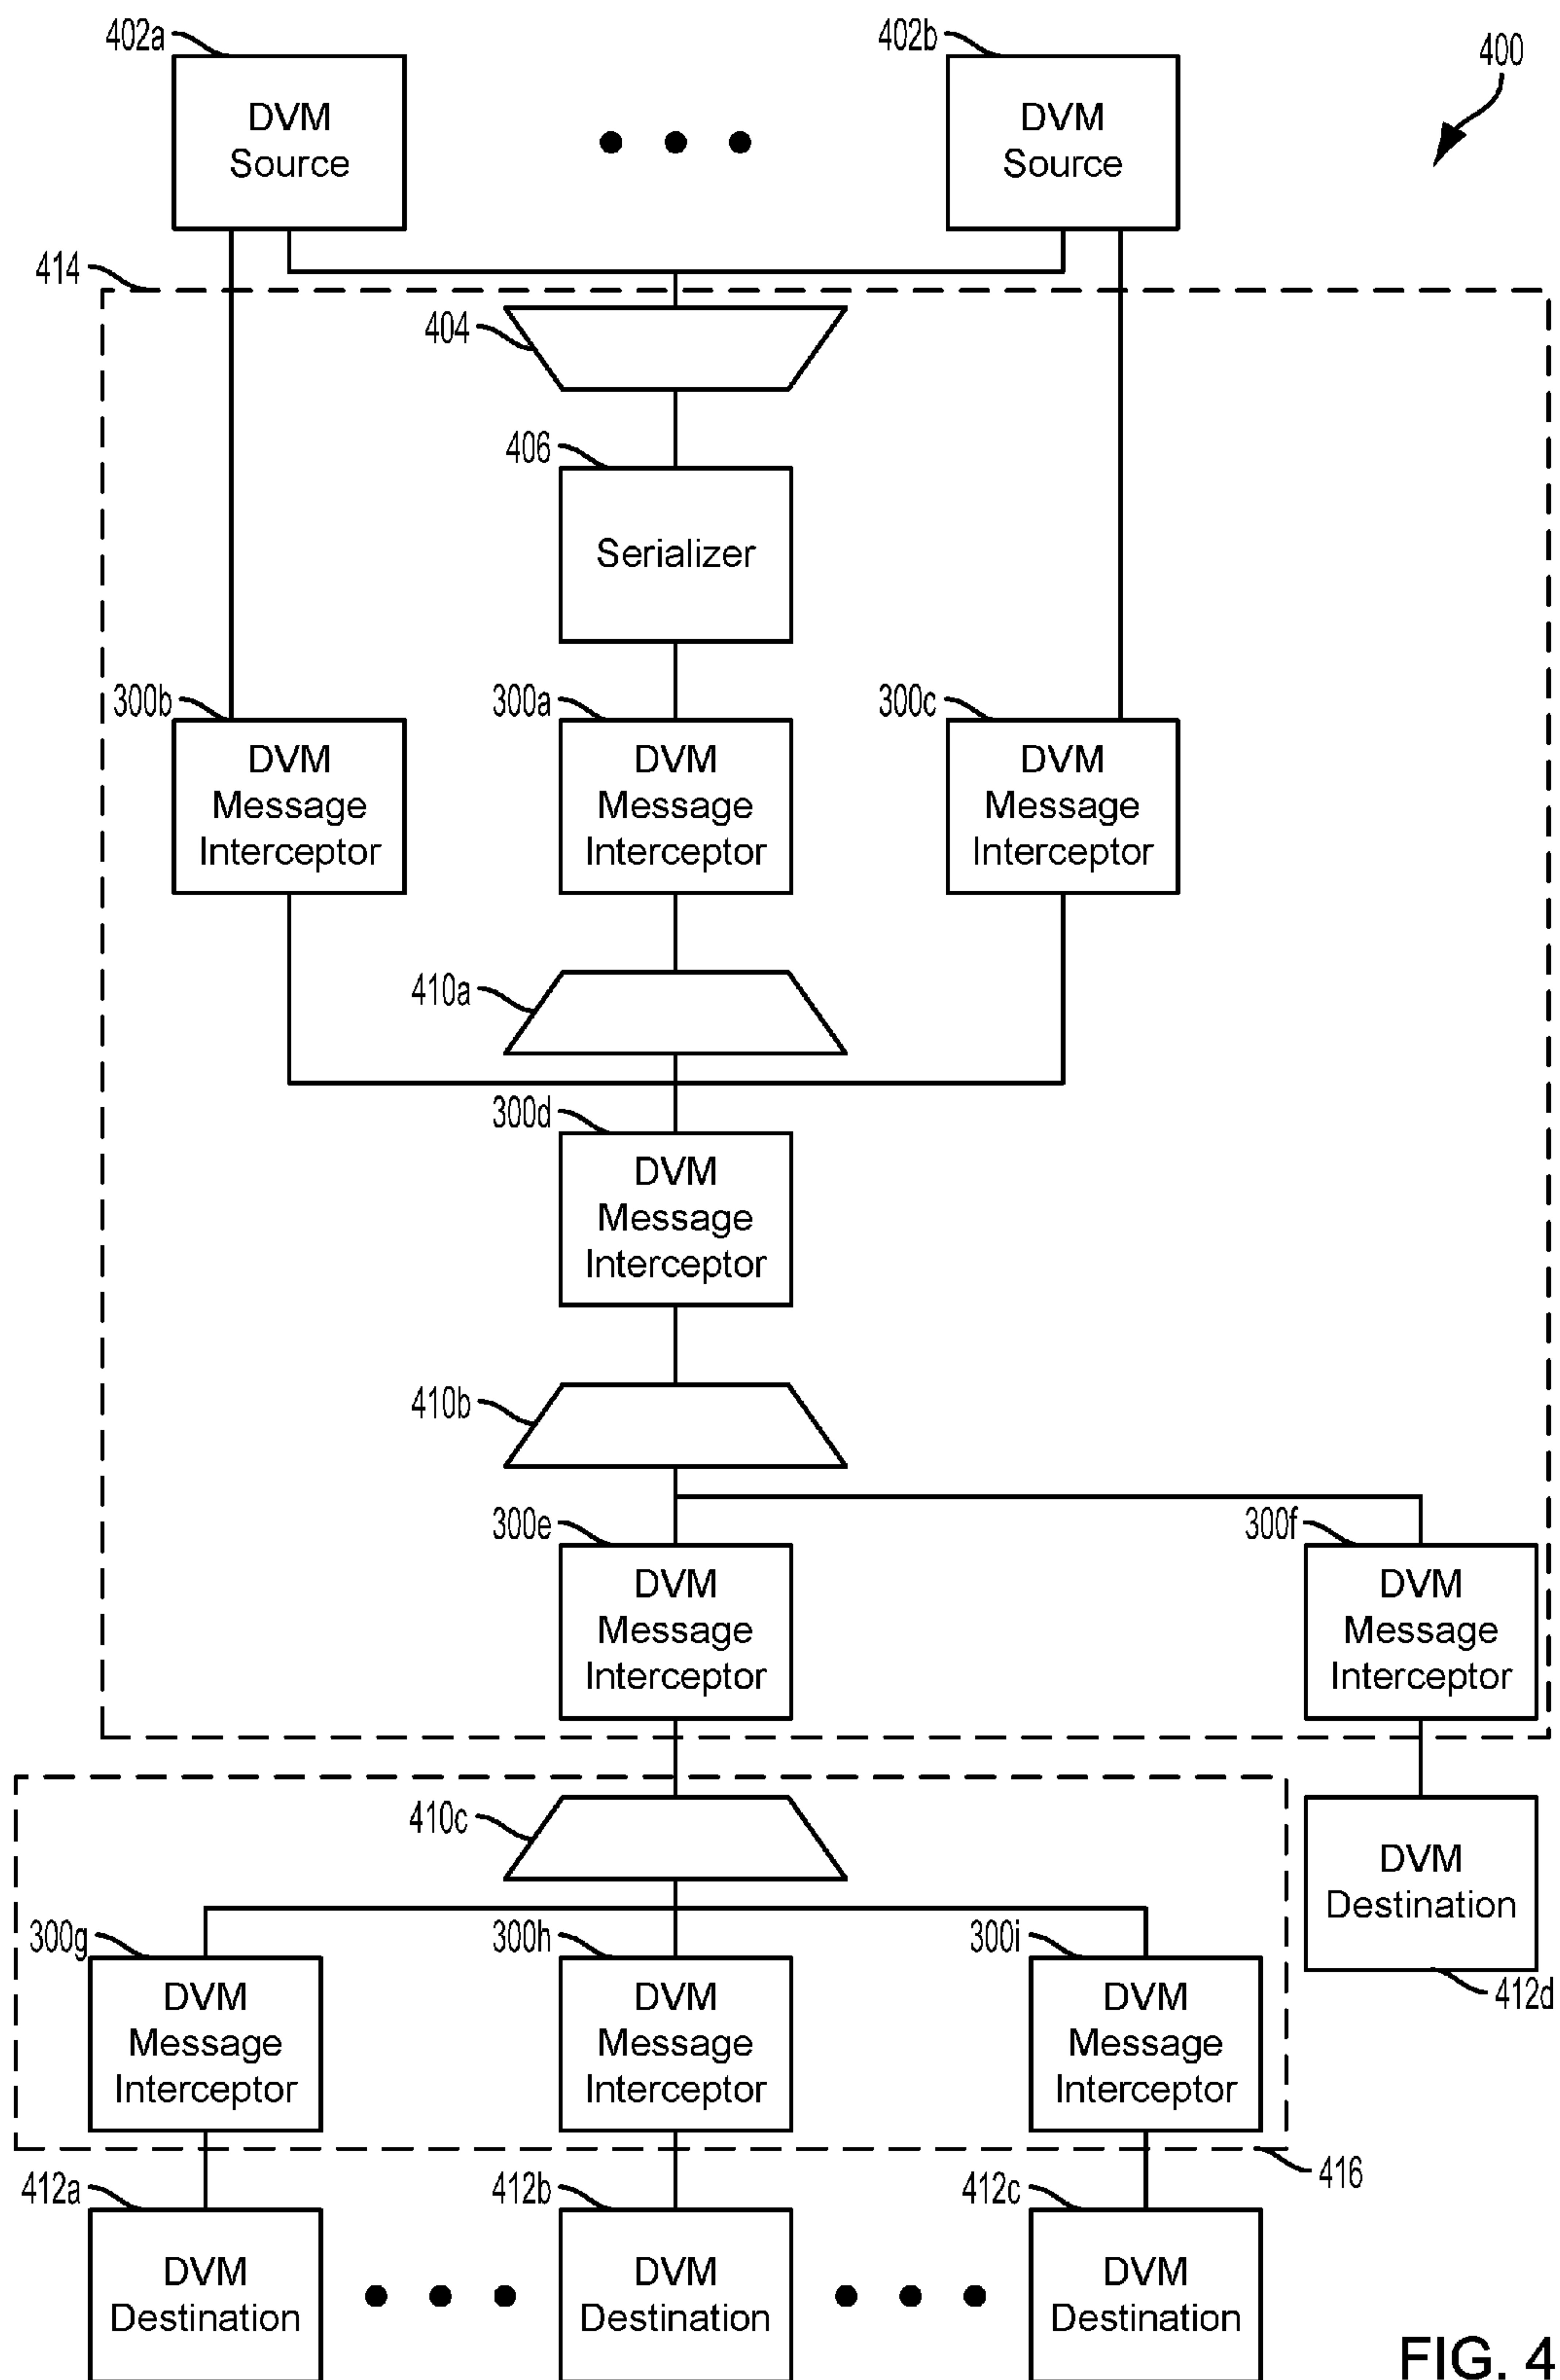 402a
402b
400
DVM
Source
DVM
Source
414
404
406
Serializer
300b
300a
300c
DVM
Message
Interceptor
DVM
Message
Interceptor
DVM
Message
Interceptor
410a
300d
DVM
Message
Interceptor
410b
300e
300f
DVM
Message
Interceptor
DVM
Message
Interceptor
410c
DVM
Destination
412d
300g
300h
300i
DVM
Message
Interceptor
DVM
Message
Interceptor
DVM
Message
Interceptor
416
412a
412b
412c
DVM
Destination
DVM
Destination
DVM
Destination
FIG. 4